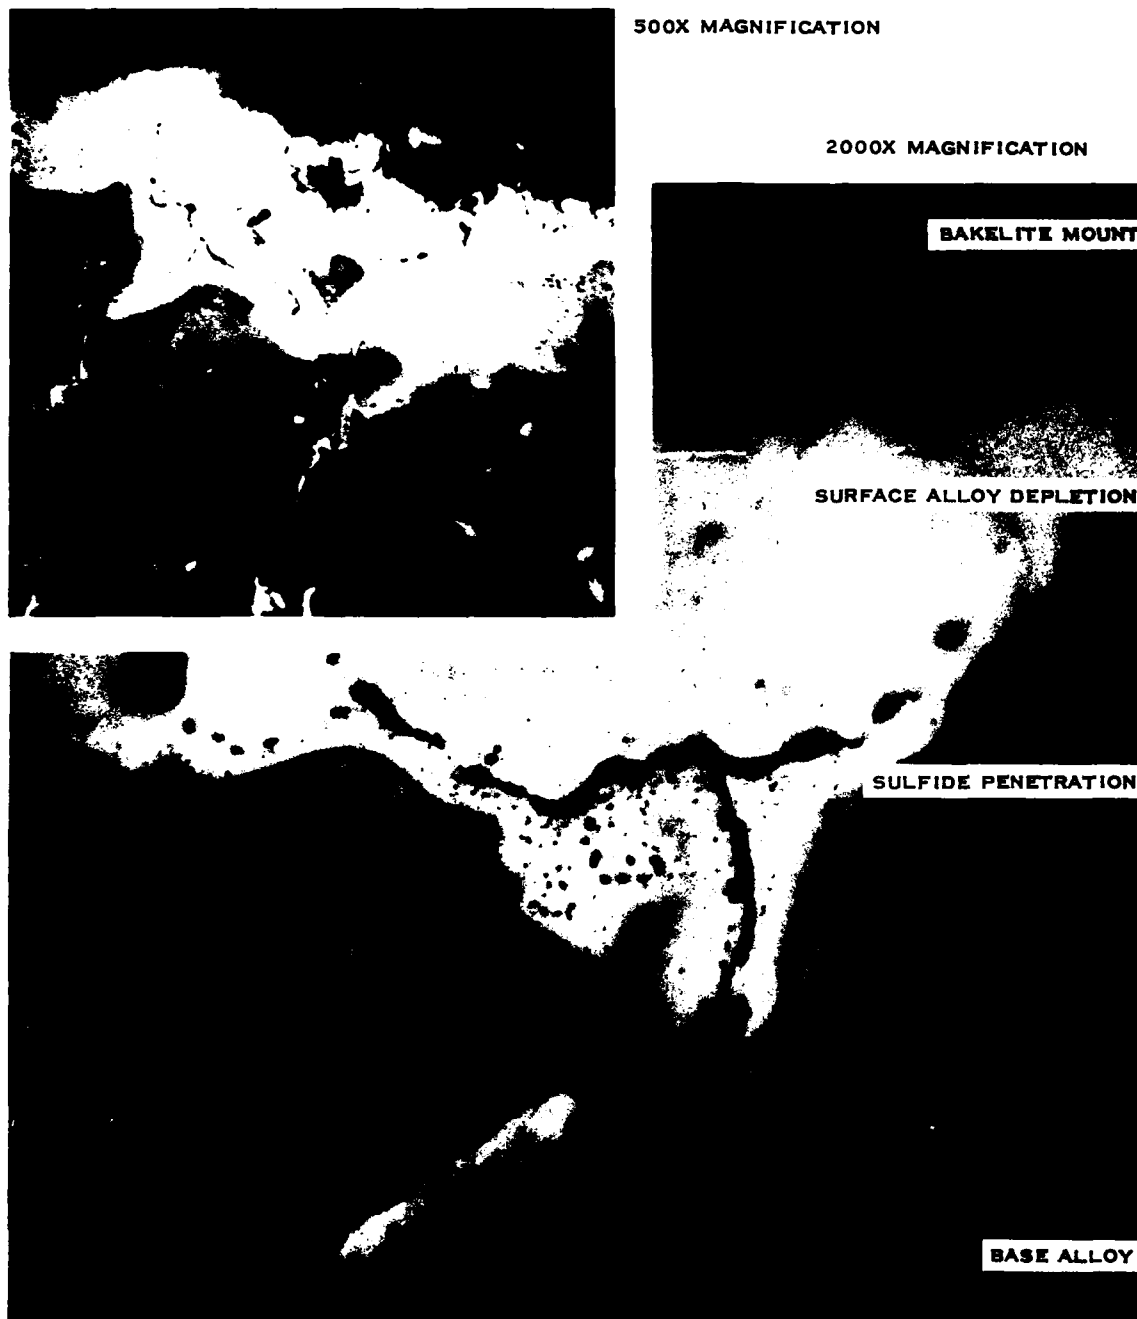 500X MAGNIFICATION
2000X MAGNIFICATION
BAKELITE MOUNT
SURFACE ALLOY DEPLETION
SULFIDE PENETRATION
BASE ALLOY